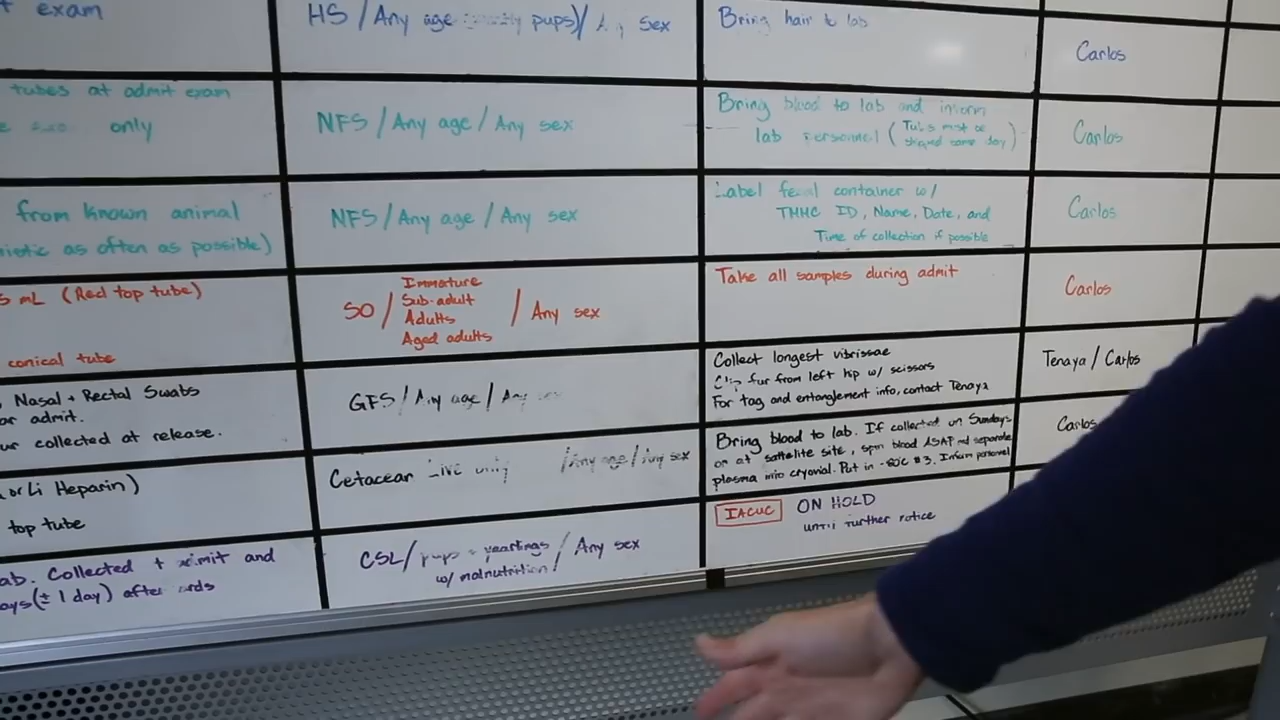 exam
HS / Any age pups) / sex
Bring hair to lab
Carlos
tubes at admit exam
only
NFS / Any age / Any sex
Bring blood to lab and inform
lab personnel ( Tubes must be
shipped same day )
Carlos
from known animal
as often as possible)
NFS / Any age / Any sex
Label fecal container w/
TMMC ID, Name, Date, and
Time of collection if possible
Carlos
5 mL (Red top tube)
conical tube
SO / Immature
Sub-adult
Adults
Aged adults
/ Any sex
Take all samples during admit
Carlos
Nasal + Rectal Swabs
or admit.
collected at release.
GFS / Any age / Any
Collect longest vibrissae
Clip fur from left hip w/ scissors
For tag and entanglement info, contact Tenaya
Tenaya / Carlos
or Li Heparin)
top tube
Cetacean Live only / Any age / Any sex
Bring blood to lab. If collected on Sundays
or at sattelite site, spin blood ASAP and separate
plasma into cryovial. Put in -80C #3. Inform personnel
Carlos
ab. Collected admit and
ays (± 1 day) after
CSL / pups + yearlings
w/ malnutrition
/ Any sex
IACUC ON HOLD
until further notice